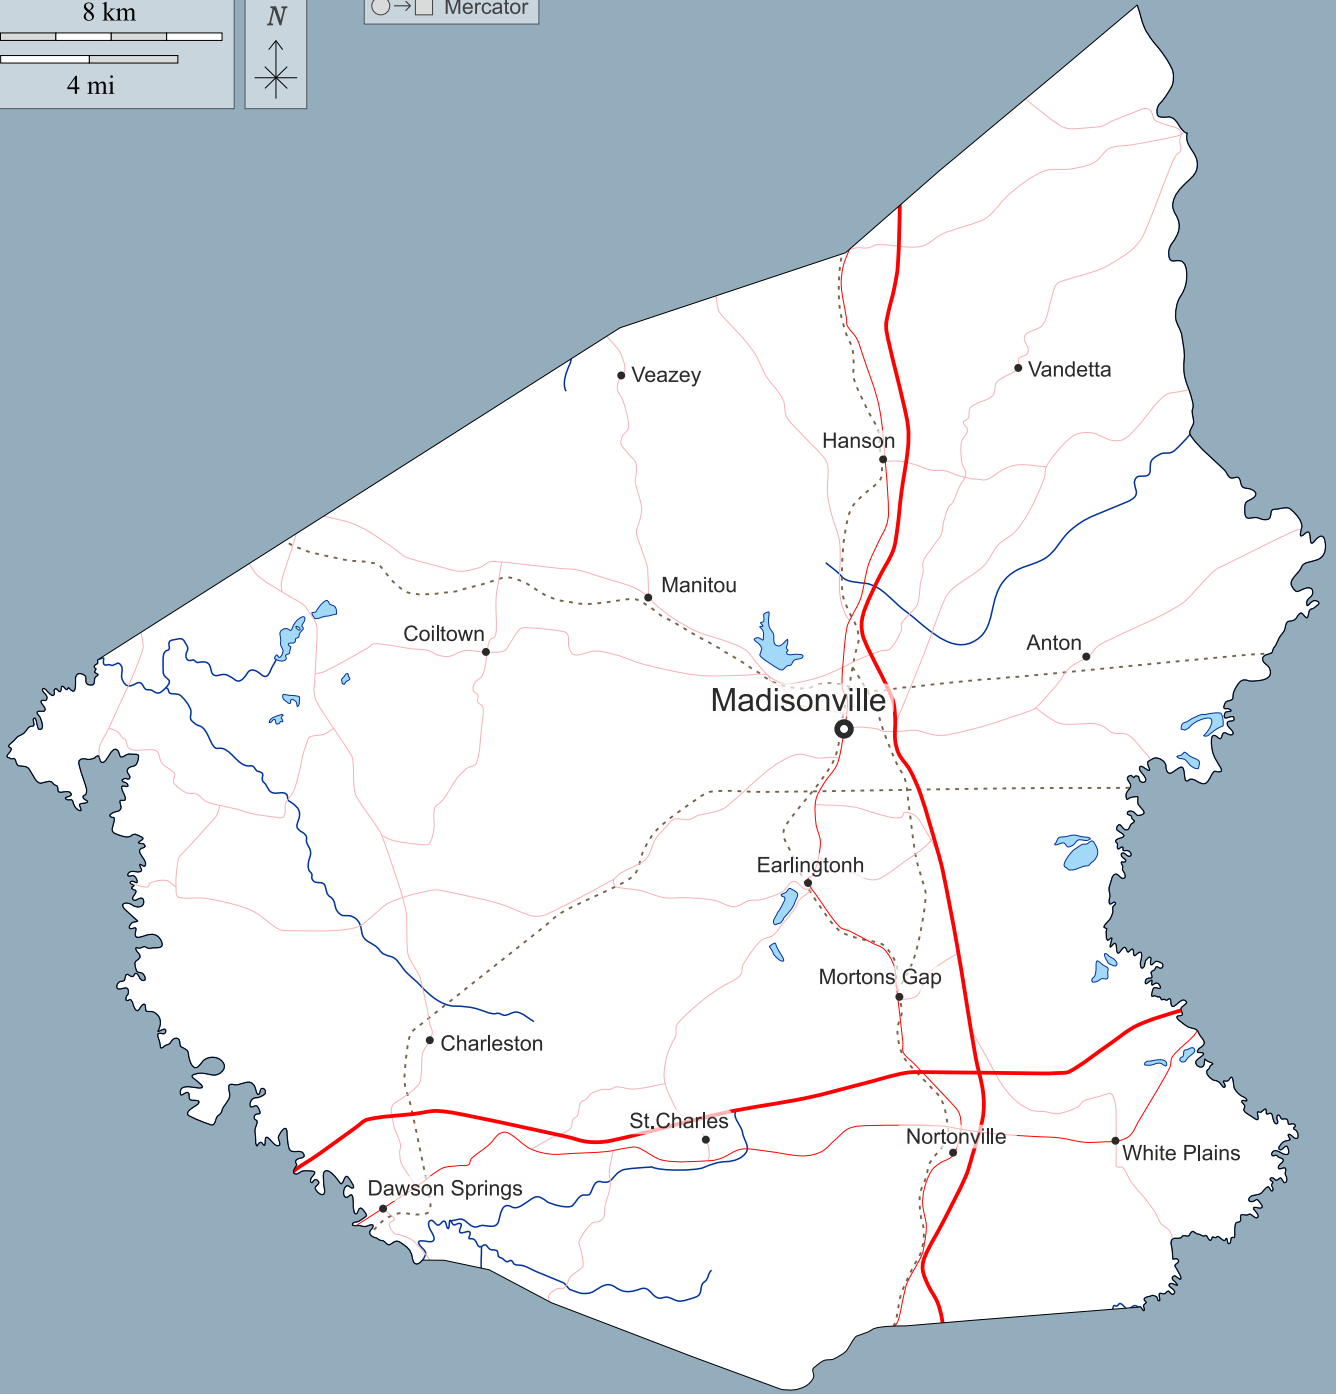 8 km
4 mi
N
Mercator
Veazey
Vandetta
Hanson
Manitou
Coiltown
Anton
Madisonville
Earlingtonh
Mortons Gap
Charleston
St.Charles
Nortonville
White Plains
Dawson Springs